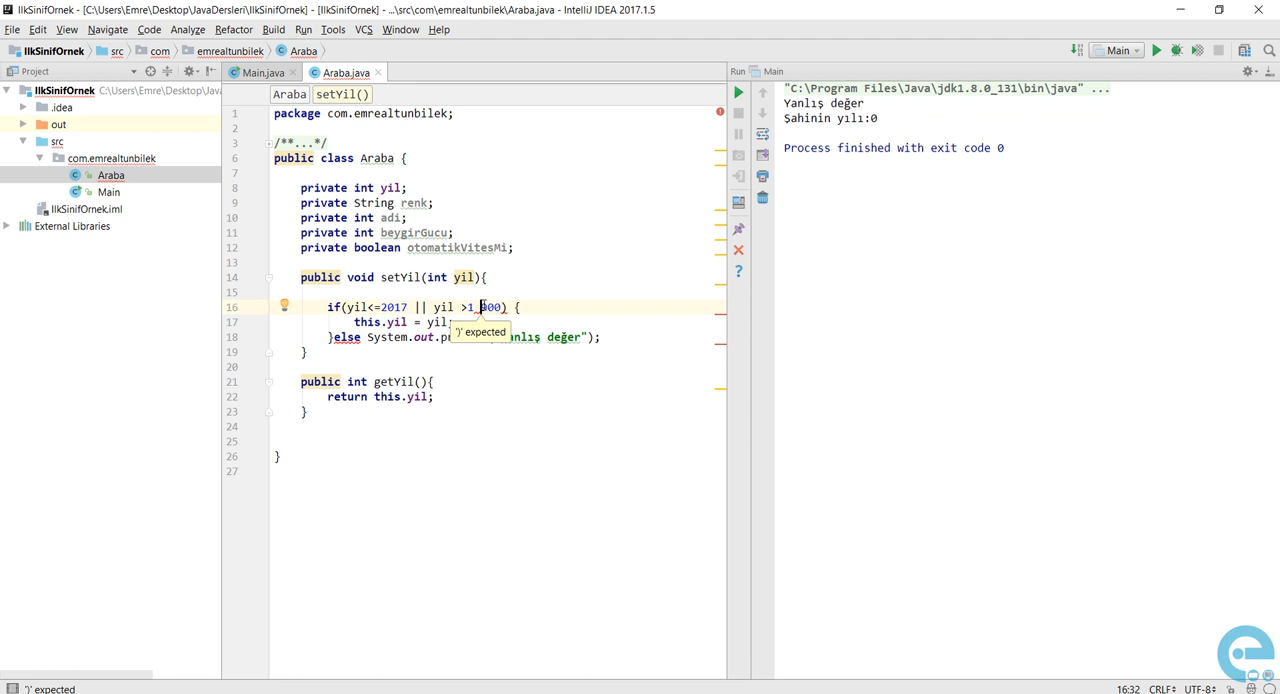 IlkSinifOrnek - [C:\Users\Emre\Desktop\JavaDersleri\IlkSinifOrnek] - [IlkSinifOrnek] - ...\src\com\emrealtunbilek\Araba.java - IntelliJ IDEA 2017.1.5
File Edit View Navigate Code Analyze Refactor Build Run Tools VCS Window Help
IlkSinifOrnek src com emrealtunbilek Araba Main
Project Main.java Araba.java Run Main
IlkSinifOrnek C:\Users\Emre\Desktop\Java
.idea
out
src
com.emrealtunbilek
Araba
Main
IlkSinifOrnek.iml
External Libraries
Araba setYil()
1 package com.emrealtunbilek;
2
3 /**...*/
6 public class Araba {
7
8 private int yil;
9 private String renk;
10 private int adi;
11 private int beygirGucu;
12 private boolean otomatikVitesMi;
13
14 public void setYil(int yil){
15
16 if(yil<=2017 || yil >1 900) {
17 this.yil = yil;
')' expected
18 }else System.out.p nlış değer");
19 }
20
21 public int getYil(){
22 return this.yil;
23 }
24
25
26 }
27
"C:\Program Files\Java\jdk1.8.0_131\bin\java" ...
Yanlış değer
Şahinin yılı:0
Process finished with exit code 0
')' expected
16:32 CRLF UTF-8